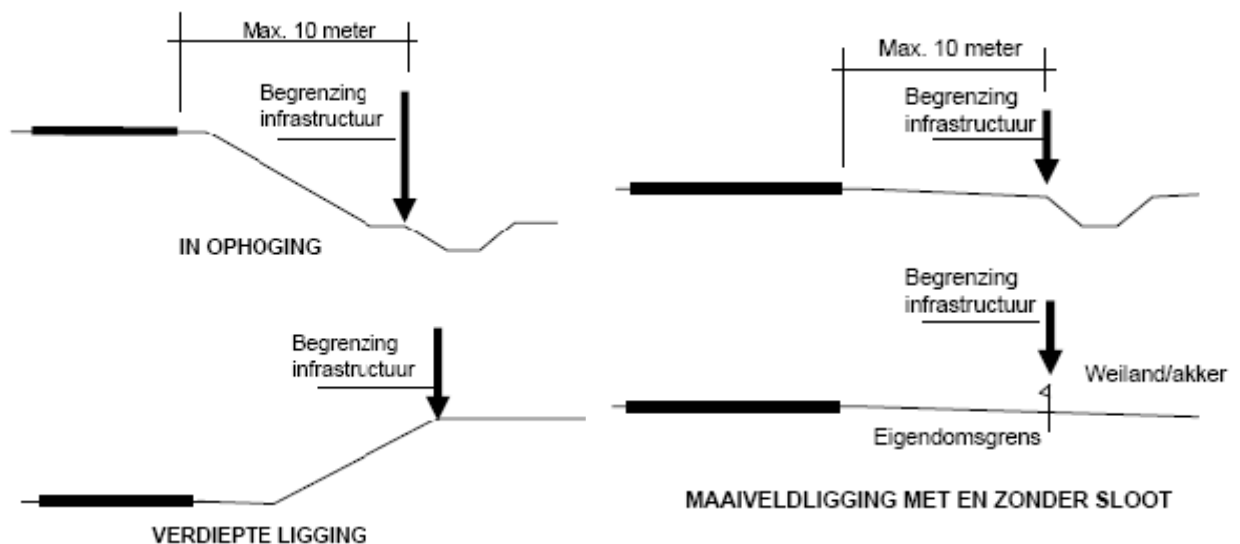 Max. 10 meter
Begrenzing
infrastructuur
IN OPHOGING
Begrenzing
infrastructuur
VERDIEPTE LIGGING
Max. 10 meter
Begrenzing
infrastructuur
Begrenzing
infrastructuur
Weiland/akker
Eigendomsgrens
MAAIVELDLIGGING MET EN ZONDER SLOOT